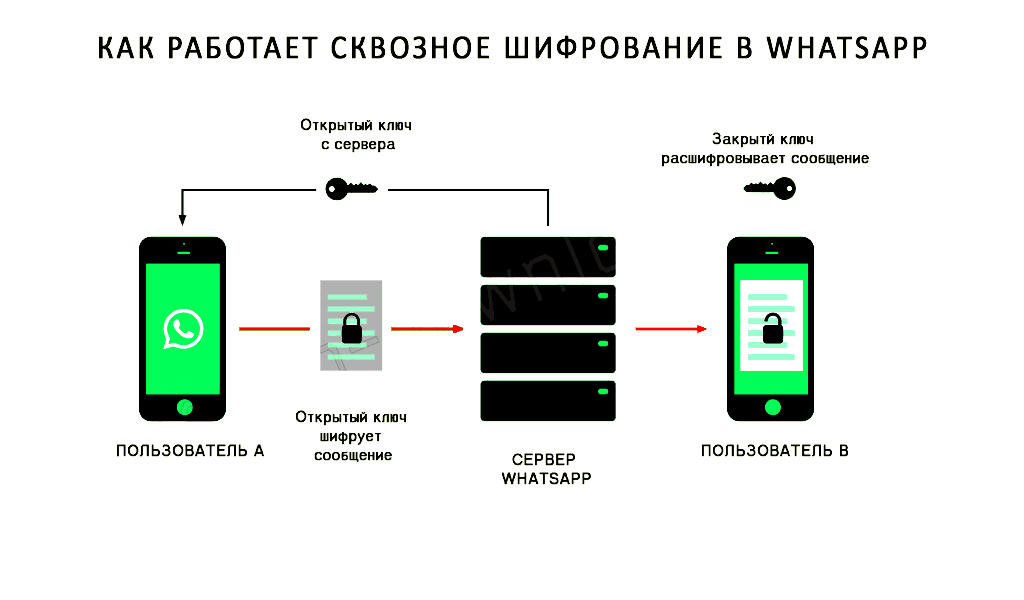 КАК РАБОТАЕТ СКВОЗНОЕ ШИФРОВАНИЕ В WHATSAPP
Открытый ключ
с сервера
Закрытй ключ
расшифровывает сообщение
Открытый ключ
шифрует
сообщение
ПОЛЬЗОВАТЕЛЬ А
СЕРВЕР
WHATSAPP
ПОЛЬЗОВАТЕЛЬ В